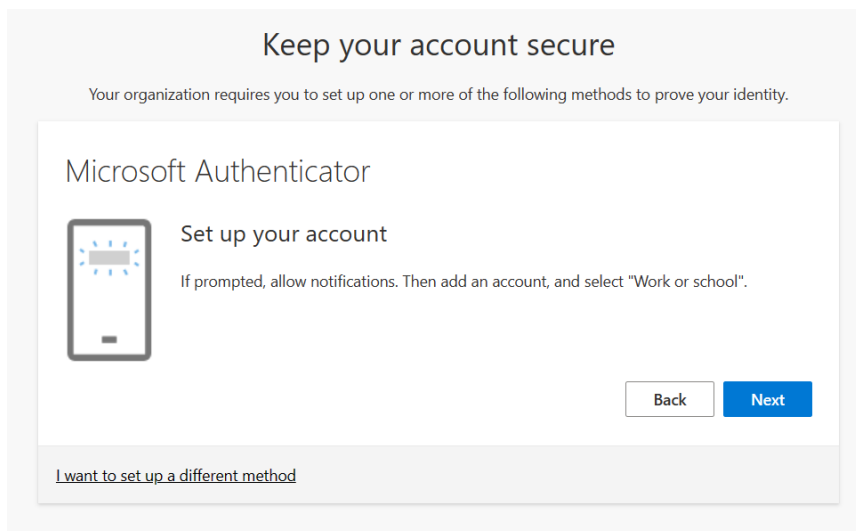 Keep your account secure
Your organization requires you to set up one or more of the following methods to prove your identity.
Microsoft Authenticator
Set up your account
If prompted, allow notifications. Then add an account, and select "Work or school".
Back
Next
I want to set up a different method